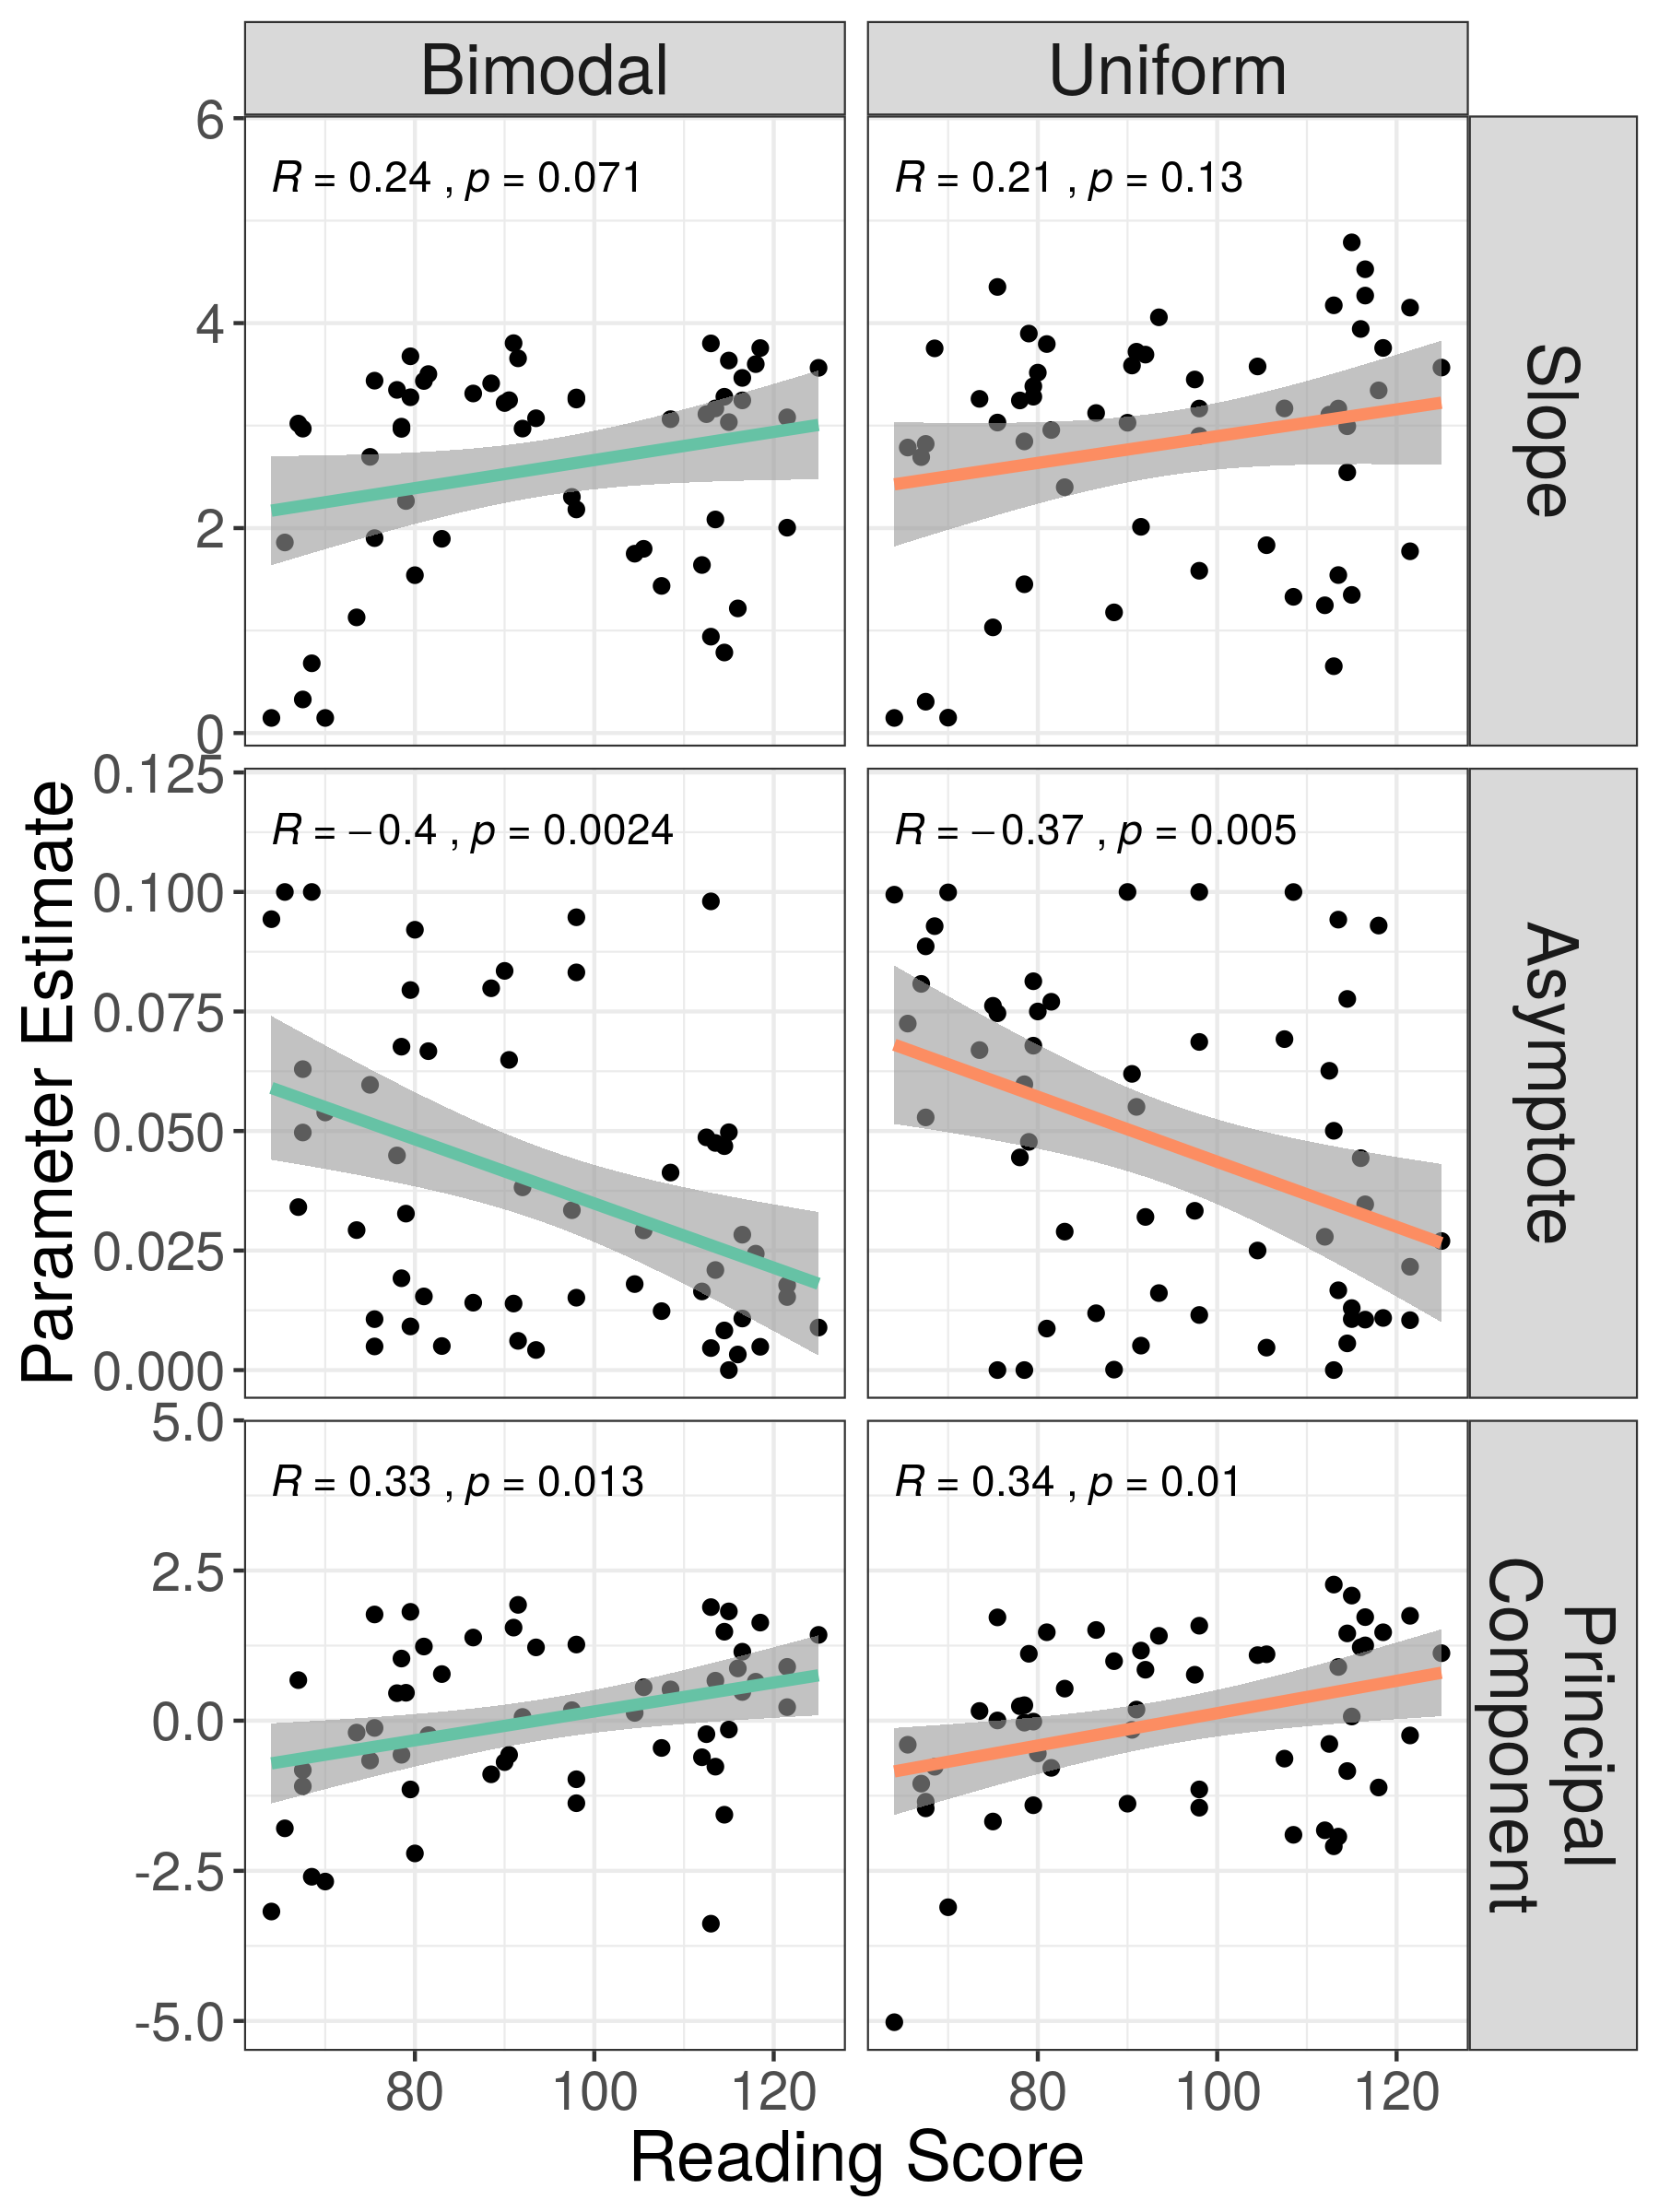 Bimodal
Uniform
6
4
2
0
R = 0.24 , p = 0.071
R = 0.21 , p = 0.13
Slope
0.125
0.100
0.075
0.050
0.025
0.000
R = −0.4 , p = 0.0024
R = −0.37 , p = 0.005
Asymptote
Parameter Estimate
5.0
2.5
0.0
-2.5
-5.0
R = 0.33 , p = 0.013
R = 0.34 , p = 0.01
Principal
Component
80 100 120
80 100 120
Reading Score